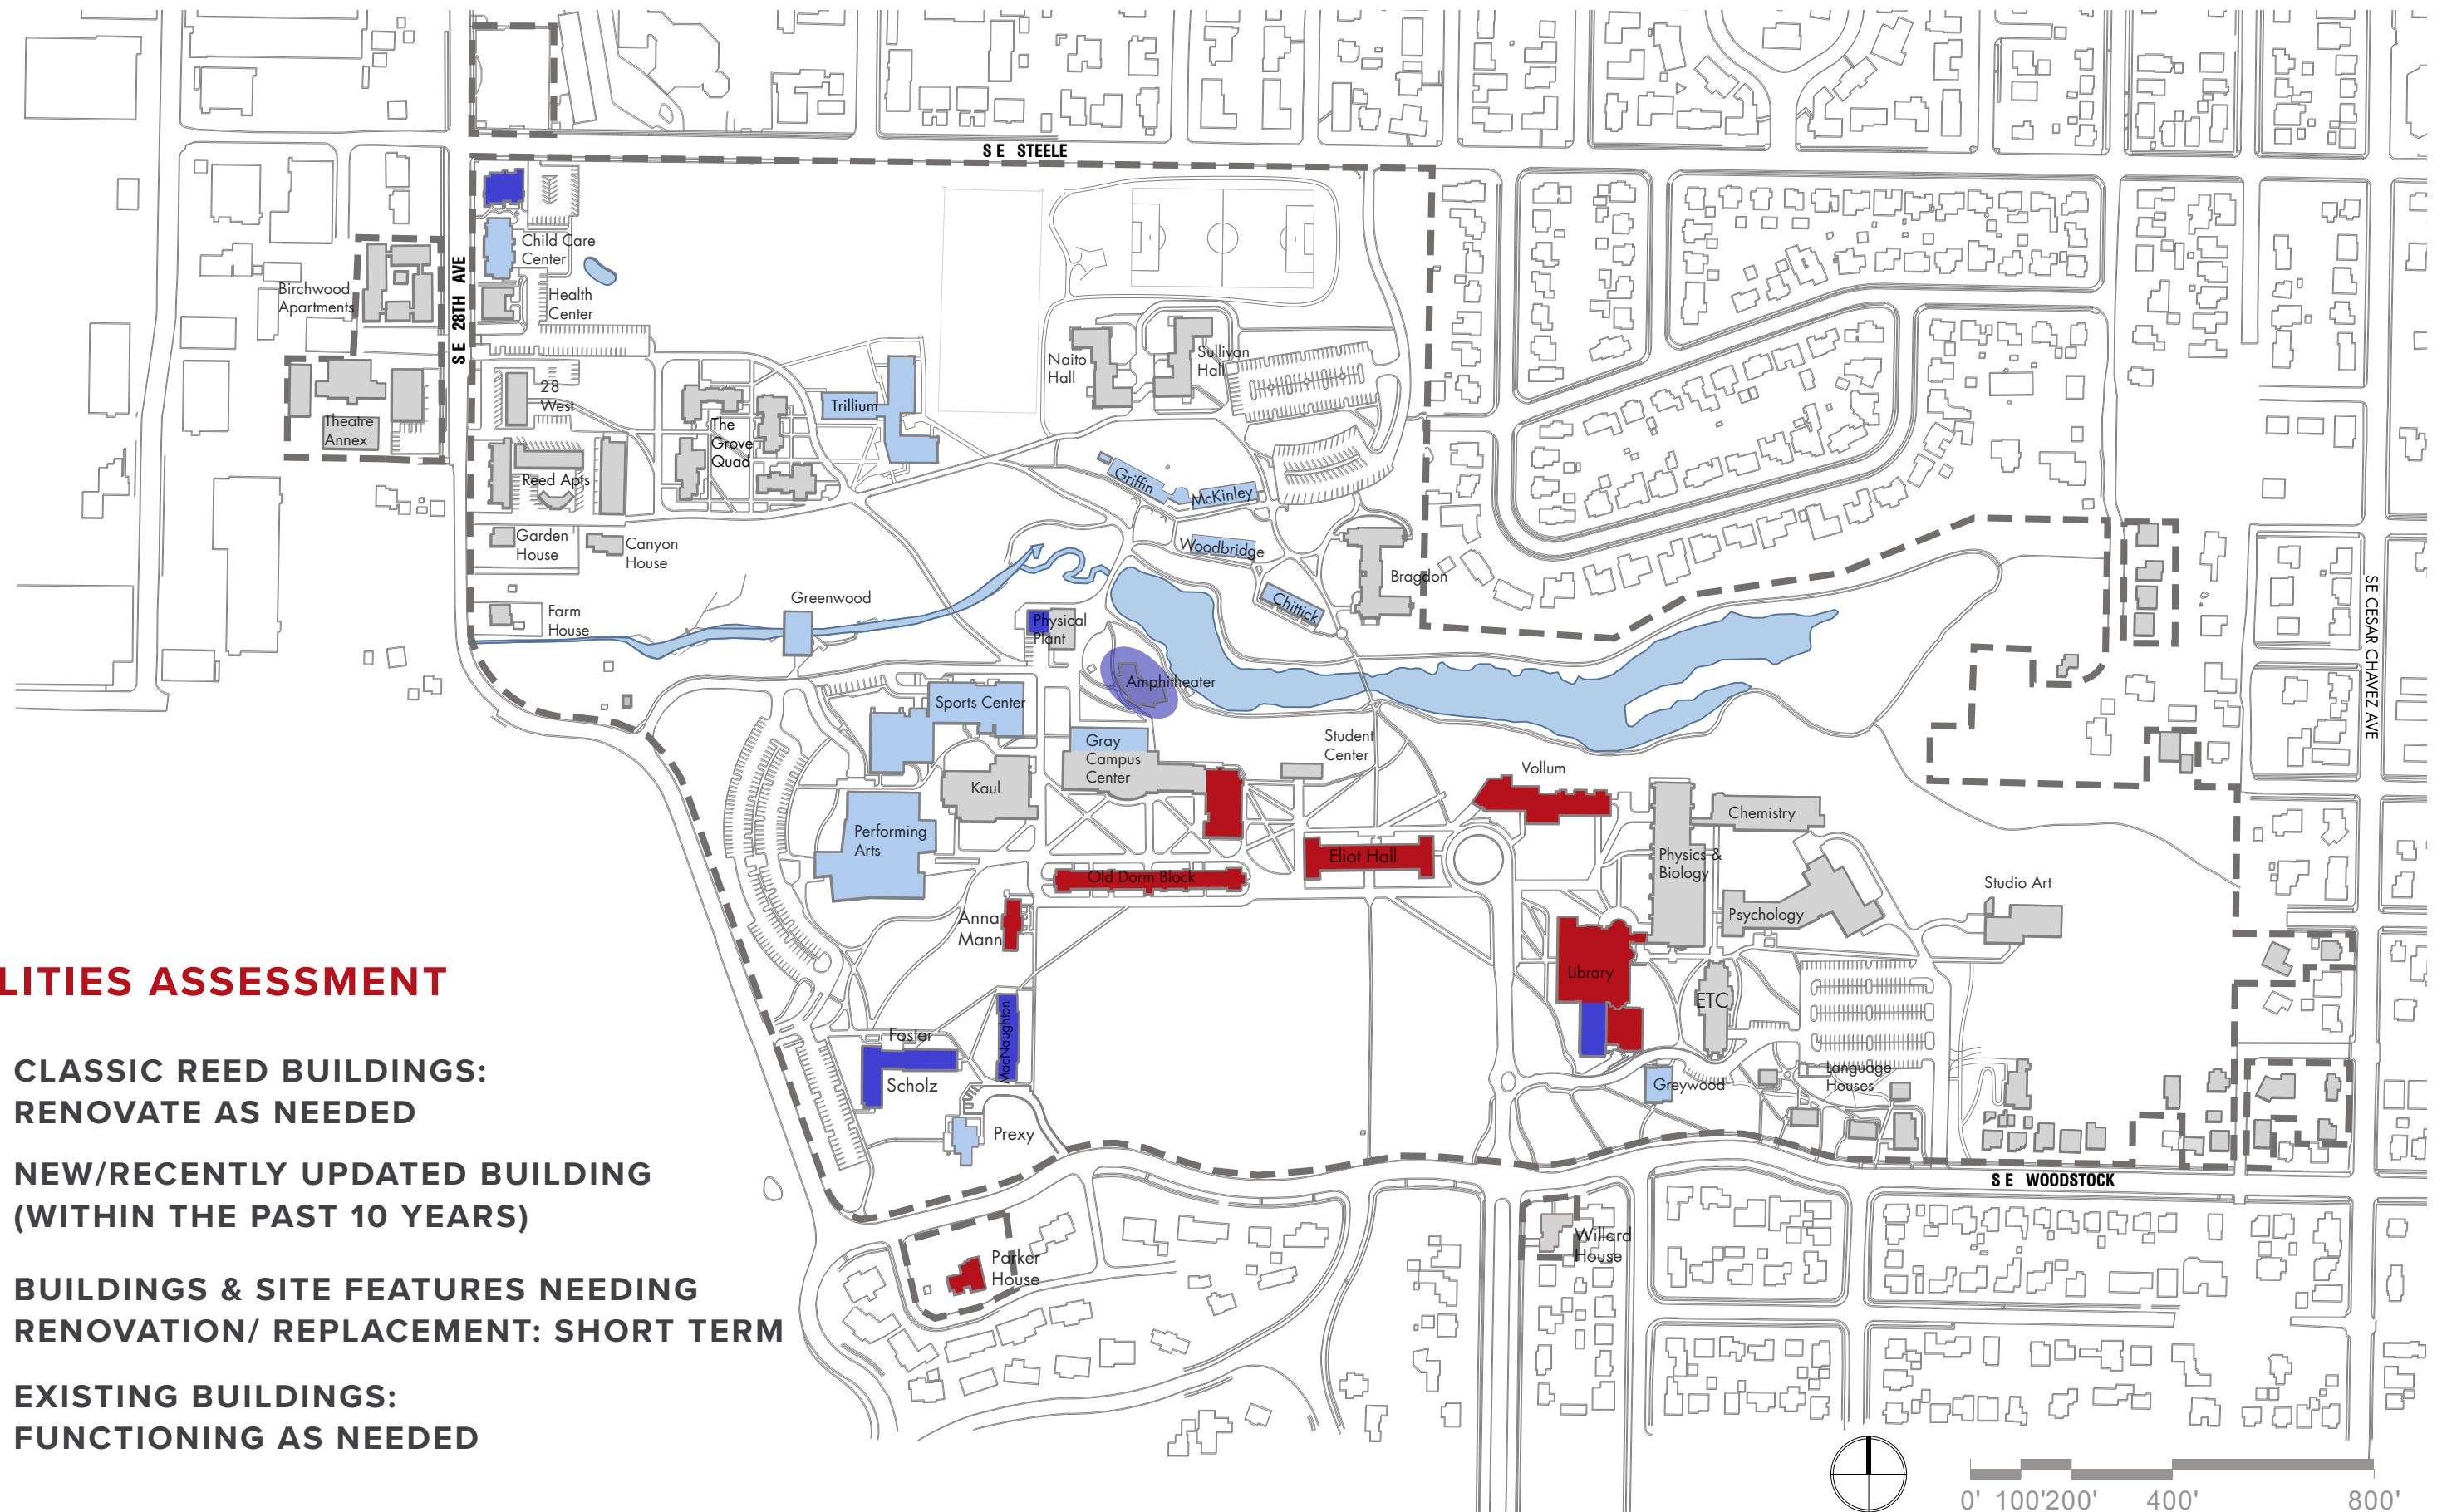 SE STEELE
SE 28TH AVE
Child Care
Center
Birchwood
Apartments
Health
Center
Naito
Hall
Sullivan
Hall
28
West
Trillium
Theatre
Annex
The
Grove
Quad
Reed Apts
Griffin
McKinley
Garden
House
Canyon
House
Woodbridge
Bragdon
Chittick
Greenwood
Farm
House
Physical
Plant
SE CESAR CHAVEZ AVE
Amphitheater
Sports Center
Gray
Campus
Center
Student
Center
Kaul
Vollum
Chemistry
Performing
Arts
Eliot Hall
Physics &
Biology
Old Dorm Block
Studio Art
Anna
Mann
Psychology
Library
ETC
LITIES ASSESSMENT
MacNaughton
Foster
Scholz
Greywood
Language
Houses
CLASSIC REED BUILDINGS:
RENOVATE AS NEEDED
Prexy
NEW/RECENTLY UPDATED BUILDING
(WITHIN THE PAST 10 YEARS)
SE WOODSTOCK
Willard
House
Parker
House
BUILDINGS & SITE FEATURES NEEDING
RENOVATION/ REPLACEMENT: SHORT TERM
EXISTING BUILDINGS:
FUNCTIONING AS NEEDED
0' 100'200' 400' 800'